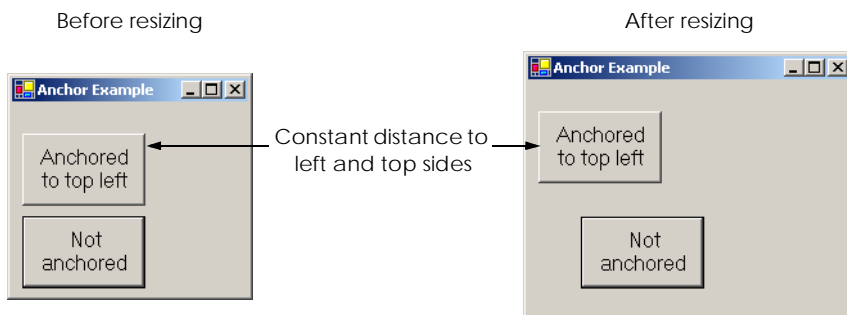 Before resizing
After resizing
Anchor Example
Anchored
to top left
Not
anchored
Constant distance to
left and top sides
Anchor Example
Anchored
to top left
Not
anchored